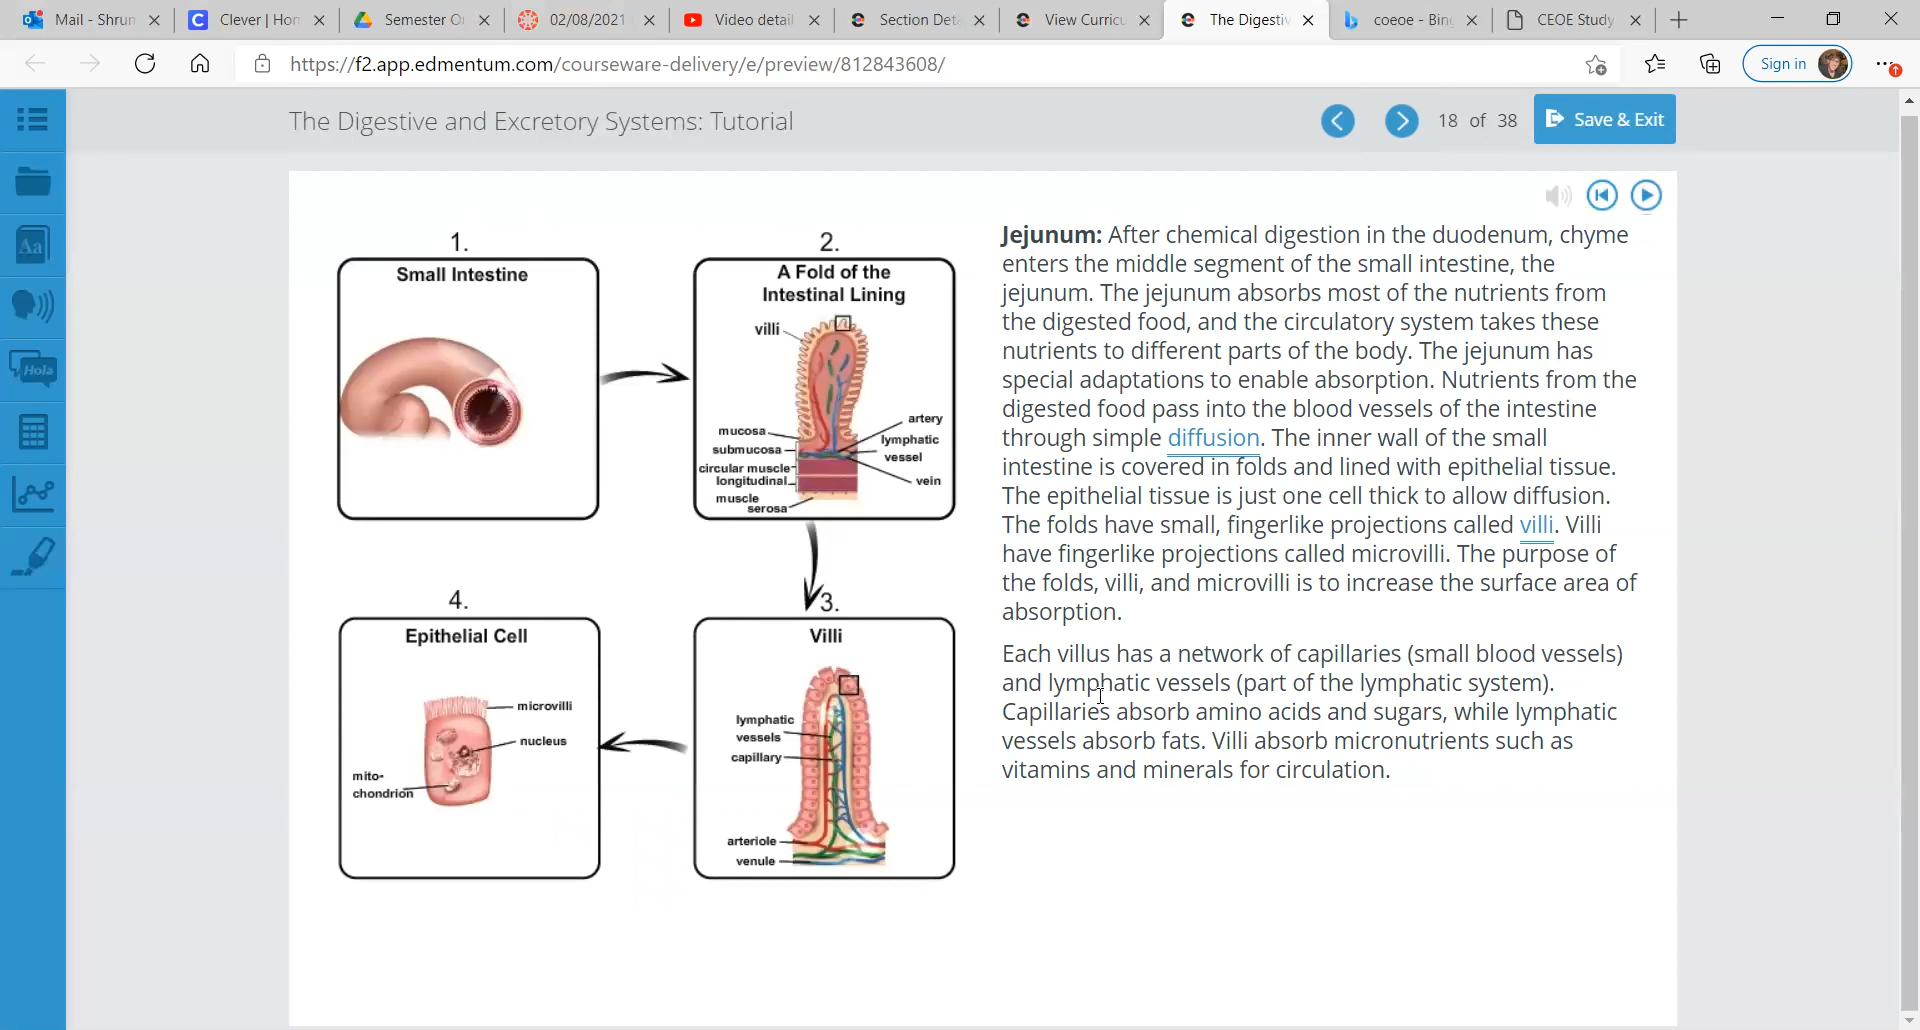 Mail - Shrun
Clever | Hon
Semester O
02/08/2021
Video detail
Section Deta
View Curricu
The Digestiv
coeoe - Bing
CEOE Study
https://f2.app.edmentum.com/courseware-delivery/e/preview/812843608/
Sign in
The Digestive and Excretory Systems: Tutorial
18 of 38
Save & Exit
Aa
Hola
1.
Small Intestine
2.
A Fold of the
Intestinal Lining
villi
artery
mucosa
lymphatic
vessel
submucosa
circular muscle
longitudinal
muscle
vein
serosa
3.
Villi
lymphatic
vessels
capillary
arteriole
venule
4.
Epithelial Cell
microvilli
nucleus
mito-
chondrion
Jejunum: After chemical digestion in the duodenum, chyme
enters the middle segment of the small intestine, the
jejunum. The jejunum absorbs most of the nutrients from
the digested food, and the circulatory system takes these
nutrients to different parts of the body. The jejunum has
special adaptations to enable absorption. Nutrients from the
digested food pass into the blood vessels of the intestine
through simple diffusion. The inner wall of the small
intestine is covered in folds and lined with epithelial tissue.
The epithelial tissue is just one cell thick to allow diffusion.
The folds have small, fingerlike projections called villi. Villi
have fingerlike projections called microvilli. The purpose of
the folds, villi, and microvilli is to increase the surface area of
absorption.
Each villus has a network of capillaries (small blood vessels)
and lymphatic vessels (part of the lymphatic system).
Capillaries absorb amino acids and sugars, while lymphatic
vessels absorb fats. Villi absorb micronutrients such as
vitamins and minerals for circulation.